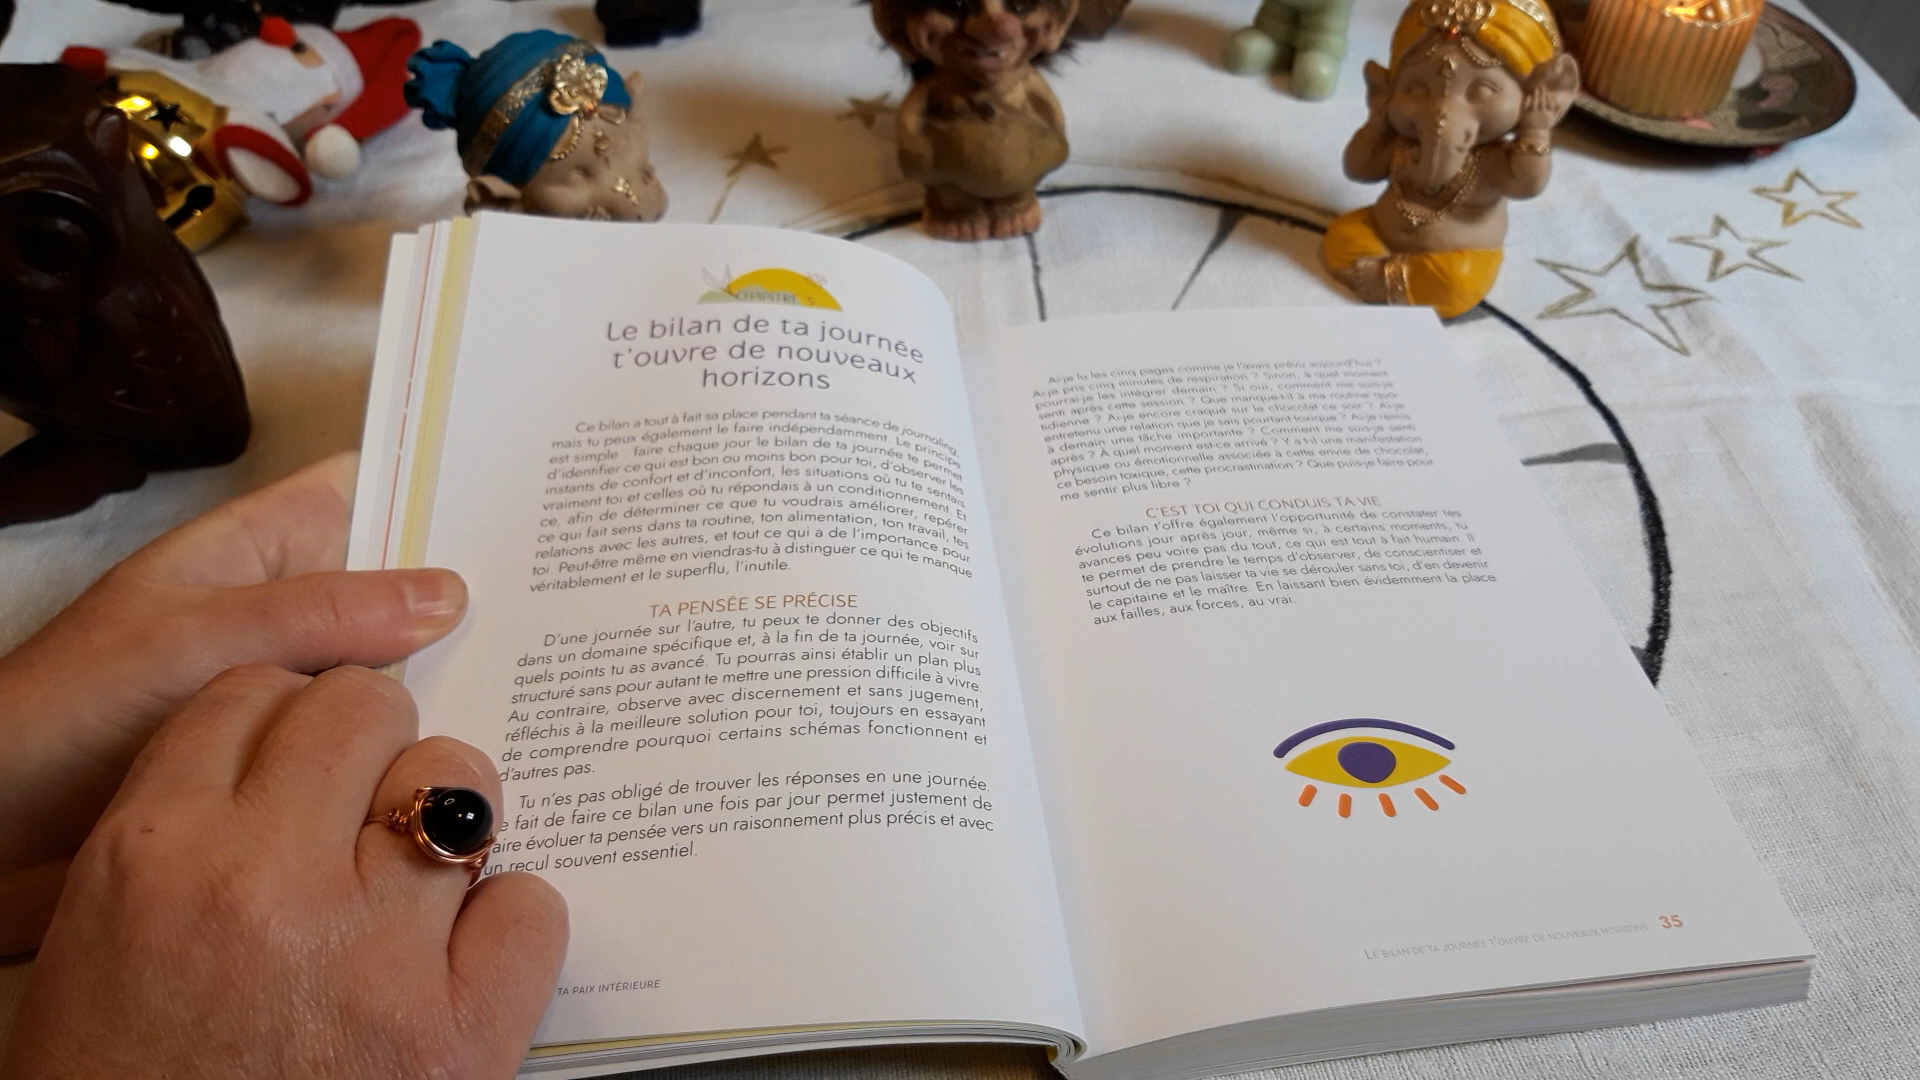 CHAPITRE 5
Le bilan de ta journée
t'ouvre de nouveaux
horizons
Ce bilan a tout à fait sa place pendant ta séance de journaling,
mais tu peux également le faire indépendamment. Le principe
est simple : faire chaque jour le bilan de ta journée te permet
d'identifier ce qui est bon ou moins bon pour toi, d'observer les
instants de confort et d'inconfort, les situations où tu te sentais
vraiment toi et celles où tu répondais à un conditionnement. Et
ce, afin de déterminer ce que tu voudrais améliorer, repérer
ce qui fait sens dans ta routine, ton alimentation, ton travail, tes
relations avec les autres, et tout ce qui a de l'importance pour
toi. Peut-être même en viendras-tu à distinguer ce qui te manque
véritablement et le superflu, l'inutile.
TA PENSÉE SE PRÉCISE
D'une journée sur l'autre, tu peux te donner des objectifs
dans un domaine spécifique et, à la fin de ta journée, voir sur
quels points tu as avancé. Tu pourras ainsi établir un plan plus
structuré sans pour autant te mettre une pression difficile à vivre.
Au contraire, observe avec discernement et sans jugement,
réfléchis à la meilleure solution pour toi, toujours en essayant
de comprendre pourquoi certains schémas fonctionnent et
d'autres pas.
Tu n'es pas obligé de trouver les réponses en une journée.
e fait de faire ce bilan une fois par jour permet justement de
aire évoluer ta pensée vers un raisonnement plus précis et avec
un recul souvent essentiel.
TA PAIX INTÉRIEURE
Ai-je lu les cinq pages comme je l'avais prévu aujourd'hui ?
Ai-je pris cinq minutes de respiration ? Sinon, à quel moment
pourrai-je les intégrer demain ? Si oui, comment me suis-je
senti après cette session ? Que manque-t-il à ma routine quo-
tidienne ? Ai-je encore craqué sur le chocolat ce soir ? Ai-je
entretenu une relation que je sais pourtant toxique ? Ai-je remis
à demain une tâche importante ? Comment me suis-je senti
après ? À quel moment est-ce arrivé ? Y a-t-il une manifestation
physique ou émotionnelle associée à cette envie de chocolat,
ce besoin toxique, cette procrastination ? Que puis-je faire pour
me sentir plus libre ?
C'EST TOI QUI CONDUIS TA VIE
Ce bilan t'offre également l'opportunité de constater tes
évolutions jour après jour, même si, à certains moments, tu
avances peu voire pas du tout, ce qui est tout à fait humain. Il
te permet de prendre le temps d'observer, de conscientiser et
surtout de ne pas laisser ta vie se dérouler sans toi, d'en devenir
le capitaine et le maître. En laissant bien évidemment la place
aux failles, aux forces, au vrai.
LE BILAN DE TA JOURNÉE T'OUVRE DE NOUVEAUX HORIZONS 35